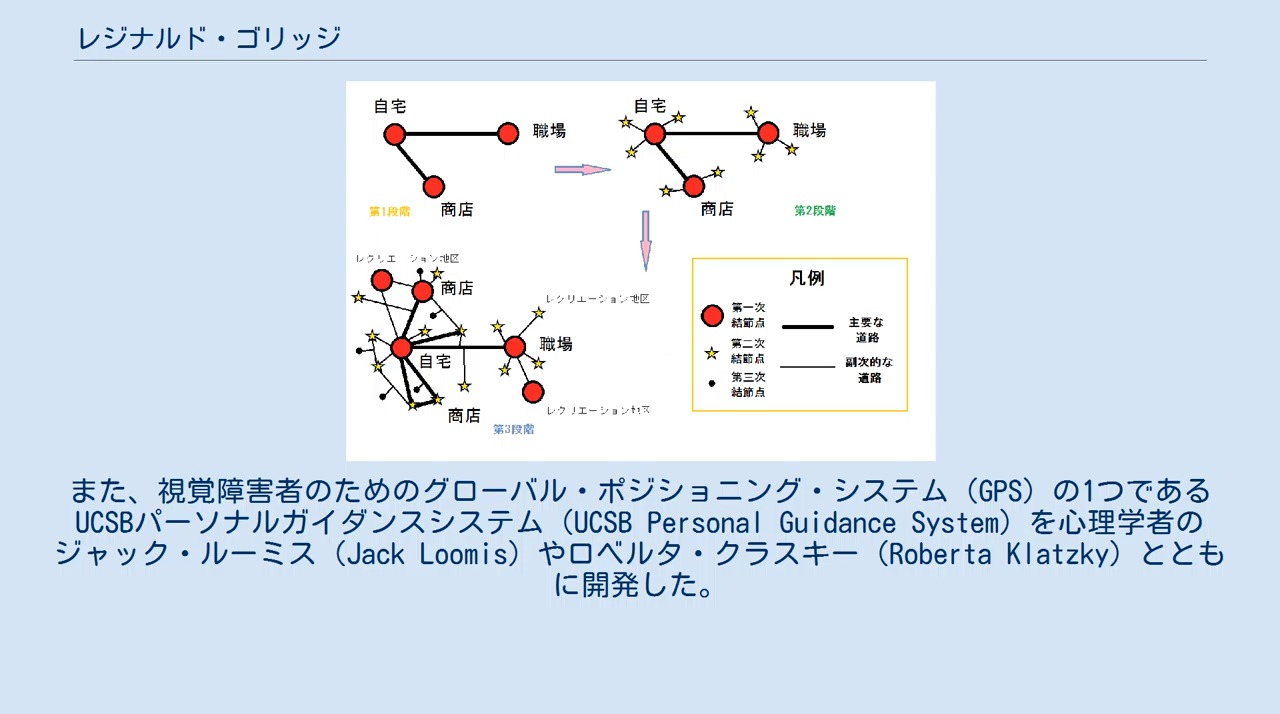 レジナルド・ゴリッジ
自宅
職場
商店
第1段階
自宅
職場
商店
第2段階
レクリエーション地区
商店
レクリエーション地区
自宅
職場
商店
レクリエーション地区
第3段階
凡例
第一次
結節点
主要な
道路
第二次
結節点
副次的な
道路
第三次
結節点
また、視覚障害者のためのグローバル・ポジショニング・システム（GPS）の1つである
UCSBパーソナルガイダンスシステム（UCSB Personal Guidance System）を心理学者の
ジャック・ルーミス（Jack Loomis）やロベルタ・クラスキー（Roberta Klatzky）ととも
に開発した。